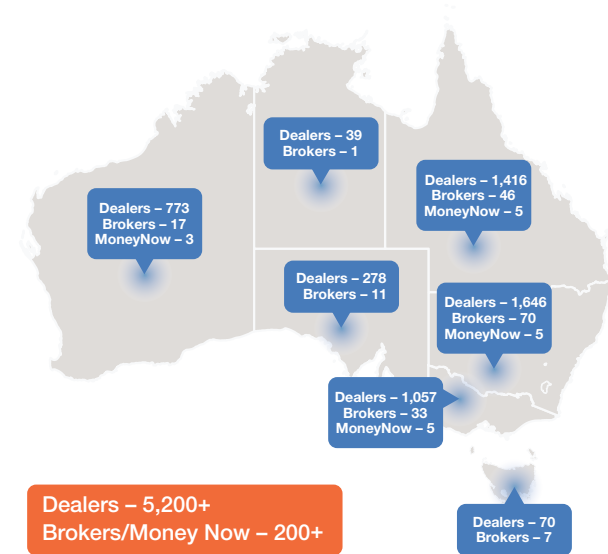 Dealers – 39
Brokers – 1
Dealers – 1,416
Brokers – 46
MoneyNow – 5
Dealers – 773
Brokers – 17
MoneyNow – 3
Dealers – 278
Brokers – 11
Dealers – 1,646
Brokers – 70
MoneyNow – 5
Dealers – 1,057
Brokers – 33
MoneyNow – 5
Dealers – 5,200+
Brokers/Money Now – 200+
Dealers – 70
Brokers – 7